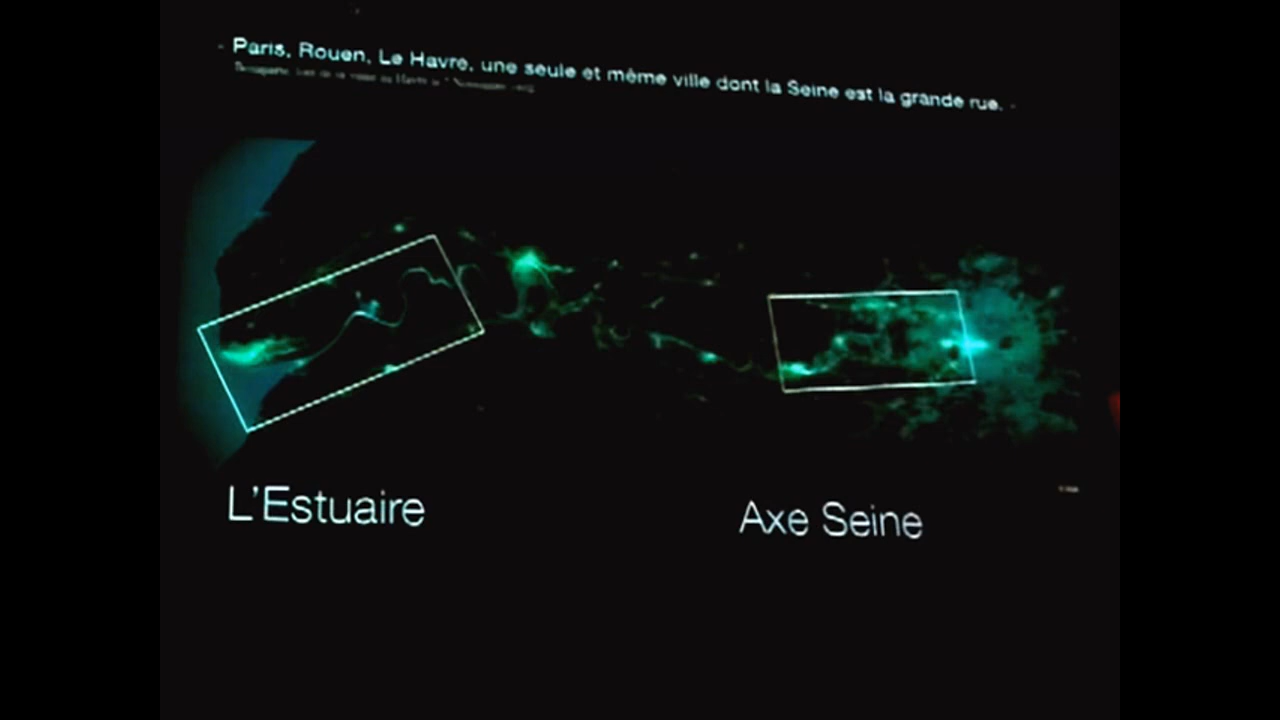 - Paris, Rouen, Le Havre, une seule et même ville dont la Seine est la grande rue. -
L'Estuaire
Axe Seine